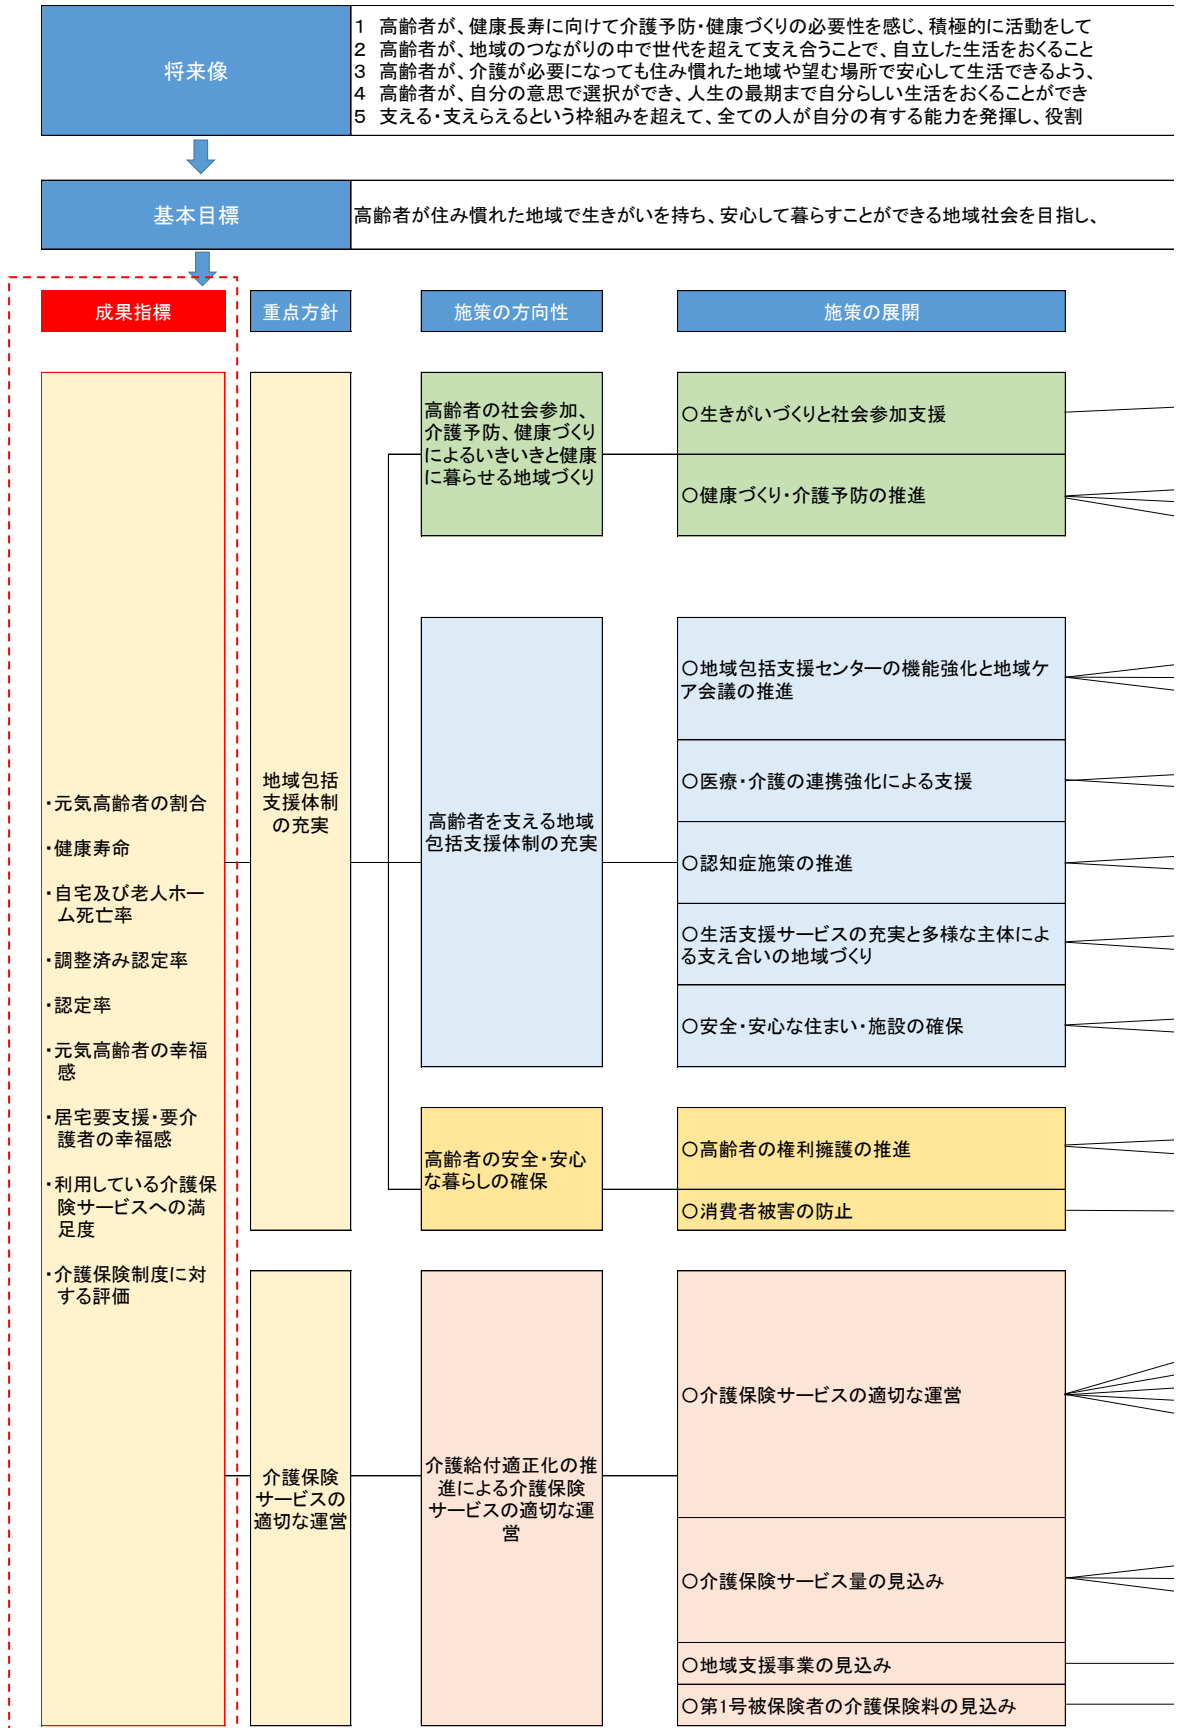 将来像
1 高齢者が、健康長寿に向けて介護予防・健康づくりの必要性を感じ、積極的に活動をして
2 高齢者が、地域のつながりの中で世代を超えて支え合うことで、自立した生活をおくること
3 高齢者が、介護が必要になっても住み慣れた地域や望む場所で安心して生活できるよう、
4 高齢者が、自分の意思で選択ができ、人生の最期まで自分らしい生活をおくることができ
5 支える・支えらえるという枠組みを超えて、全ての人が自分の有する能力を発揮し、役割
基本目標
高齢者が住み慣れた地域で生きがいを持ち、安心して暮らすことができる地域社会を目指し、
成果指標
重点方針
施策の方向性
施策の展開
・元気高齢者の割合
・健康寿命
・自宅及び老人ホー
ム死亡率
・調整済み認定率
・認定率
・元気高齢者の幸福
感
・居宅要支援・要介
護者の幸福感
・利用している介護保
険サービスへの満
足度
・介護保険制度に対
する評価
地域包括
支援体制
の充実
高齢者の社会参加、
介護予防、健康づくり
によるいきいきと健康
に暮らせる地域づくり
○生きがいづくりと社会参加支援
○健康づくり・介護予防の推進
高齢者を支える地域
包括支援体制の充実
○地域包括支援センターの機能強化と地域ケ
ア会議の推進
○医療・介護の連携強化による支援
○認知症施策の推進
○生活支援サービスの充実と多様な主体によ
る支え合いの地域づくり
○安全・安心な住まい・施設の確保
高齢者の安全・安心
な暮らしの確保
○高齢者の権利擁護の推進
○消費者被害の防止
介護保険
サービスの
適切な運営
介護給付適正化の推
進による介護保険
サービスの適切な運
営
○介護保険サービスの適切な運営
○介護保険サービス量の見込み
○地域支援事業の見込み
○第1号被保険者の介護保険料の見込み